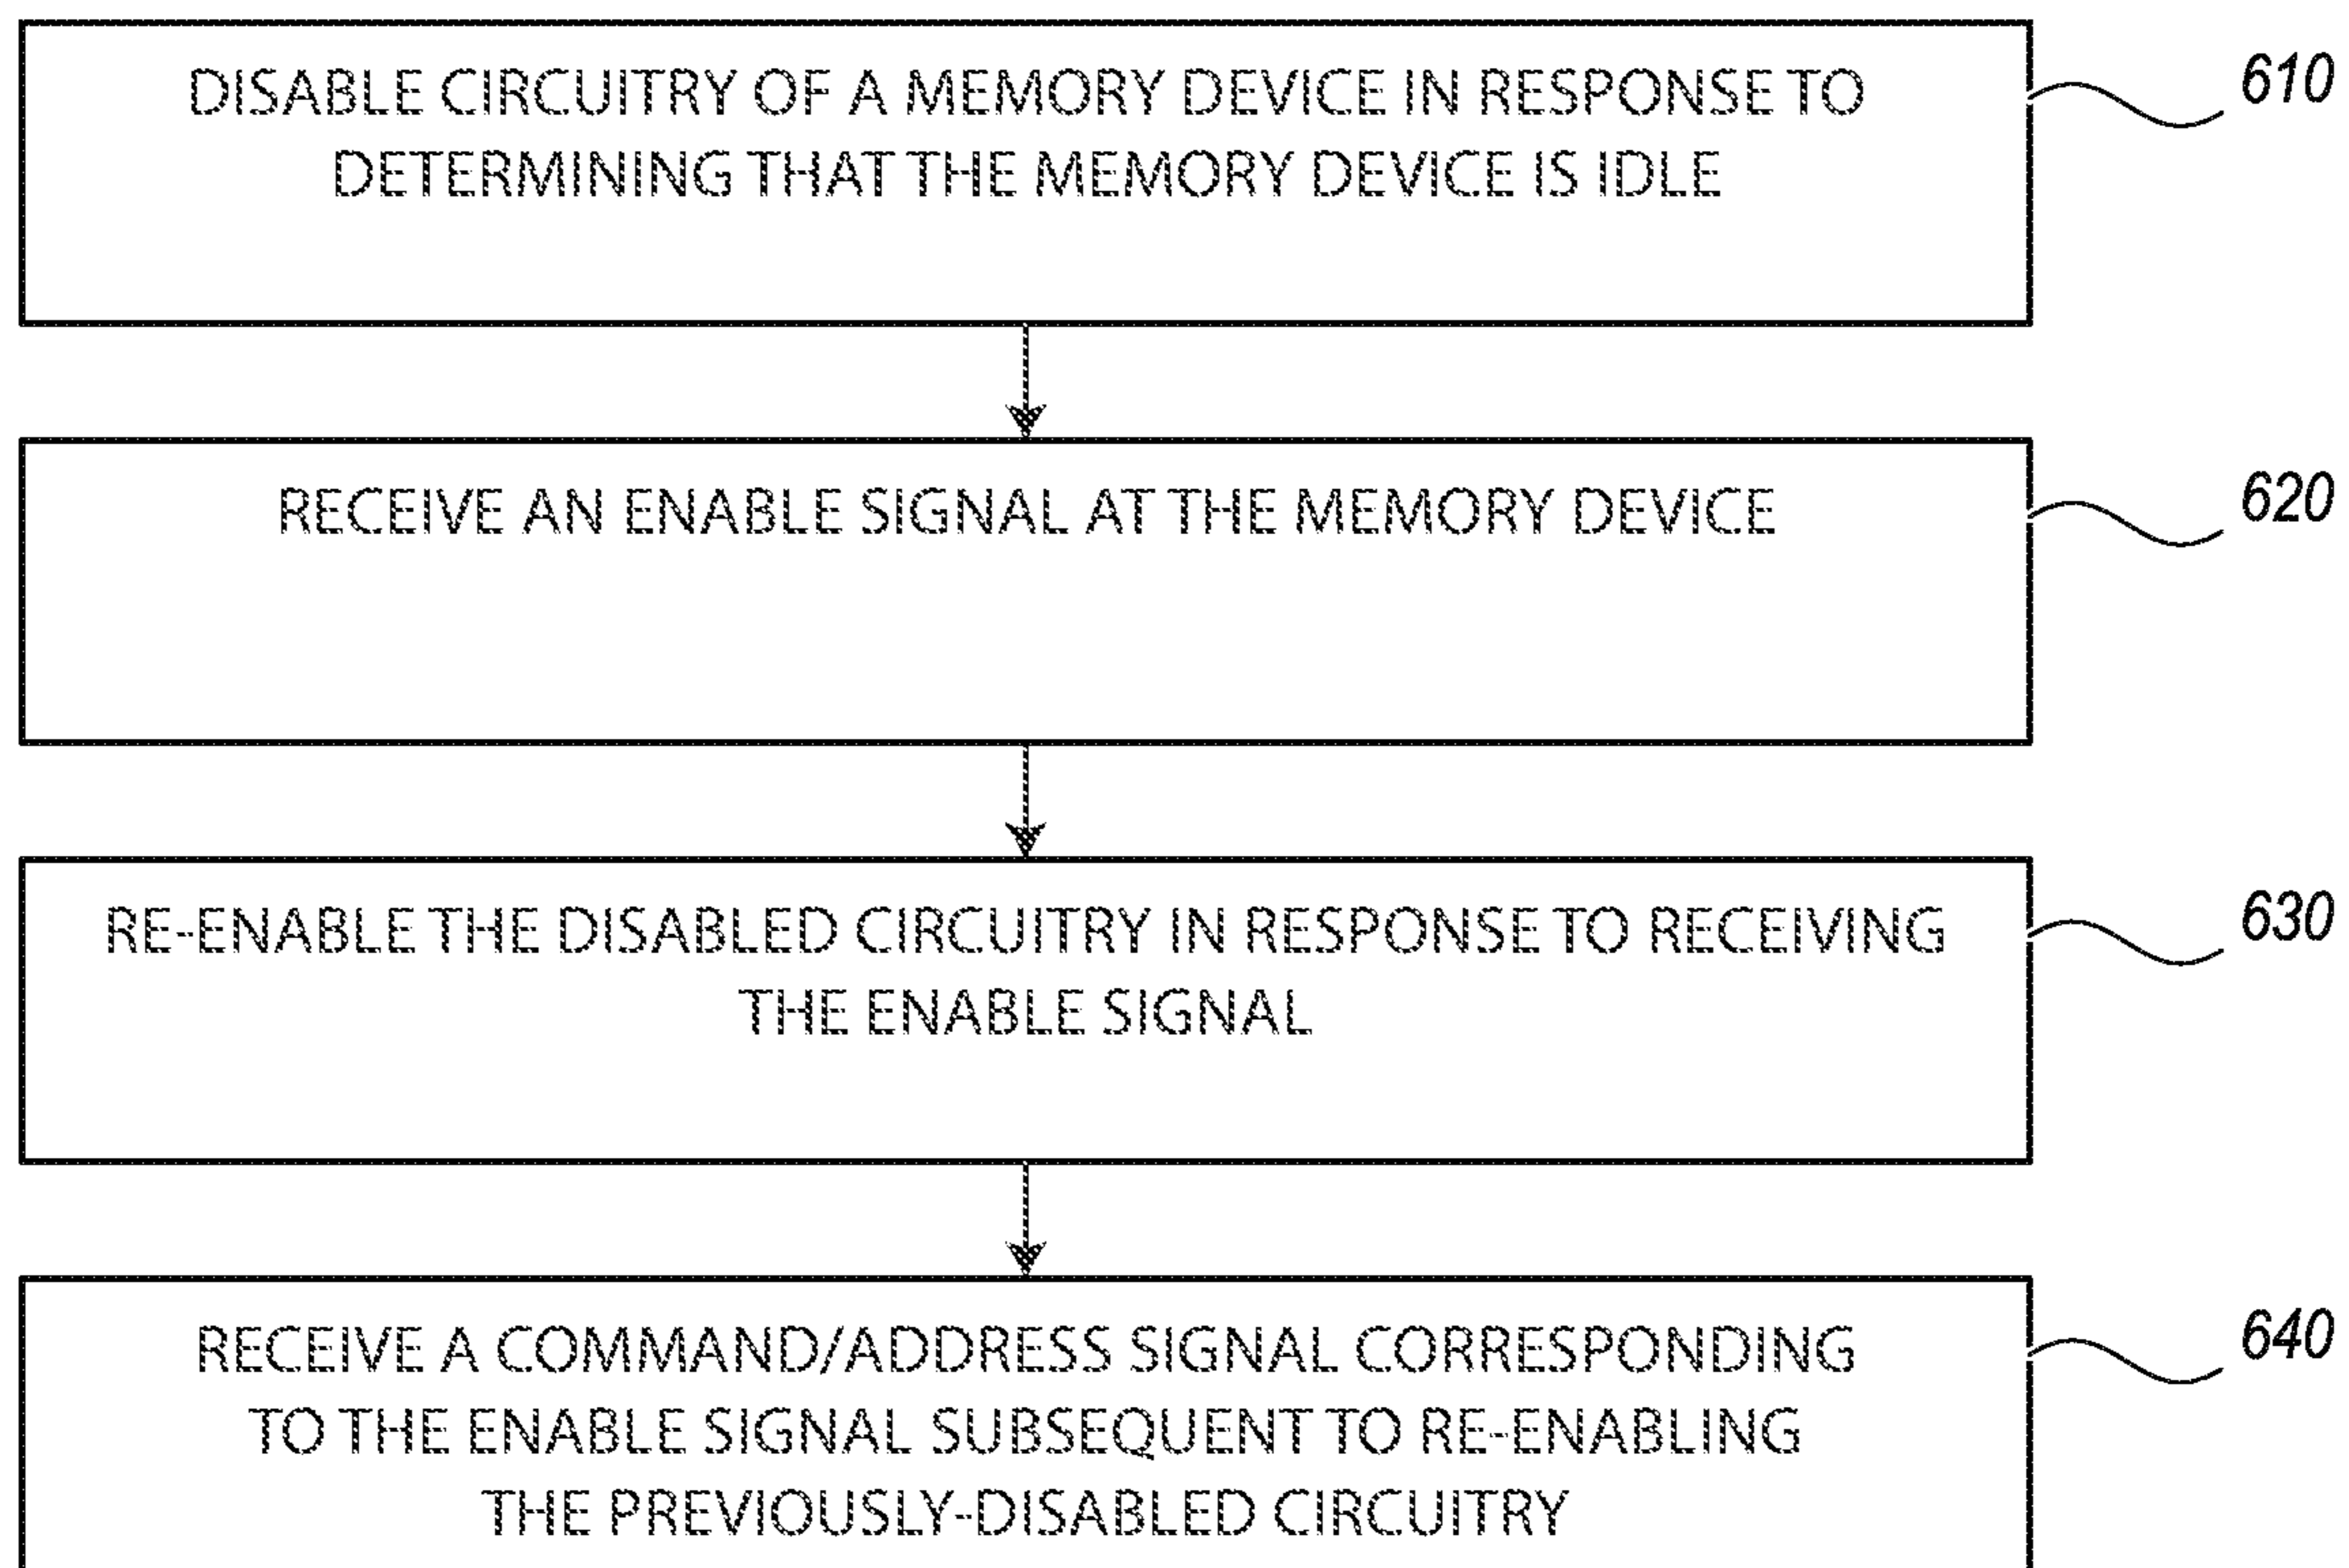 DISABLE CIRCUITRY OF A MEMORY DEVICE IN RESPONSE TO
DETERMINING THAT THE MEMORY DEVICE IS IDLE
610
RECEIVE AN ENABLE SIGNAL AT THE MEMORY DEVICE
620
RE-ENABLE THE DISABLED CIRCUITRY IN RESPONSE TO RECEIVING
THE ENABLE SIGNAL
630
RECEIVE A COMMAND/ADDRESS SIGNAL CORRESPONDING
TO THE ENABLE SIGNAL SUBSEQUENT TO RE-ENABLING
THE PREVIOUSLY-DISABLED CIRCUITRY
640